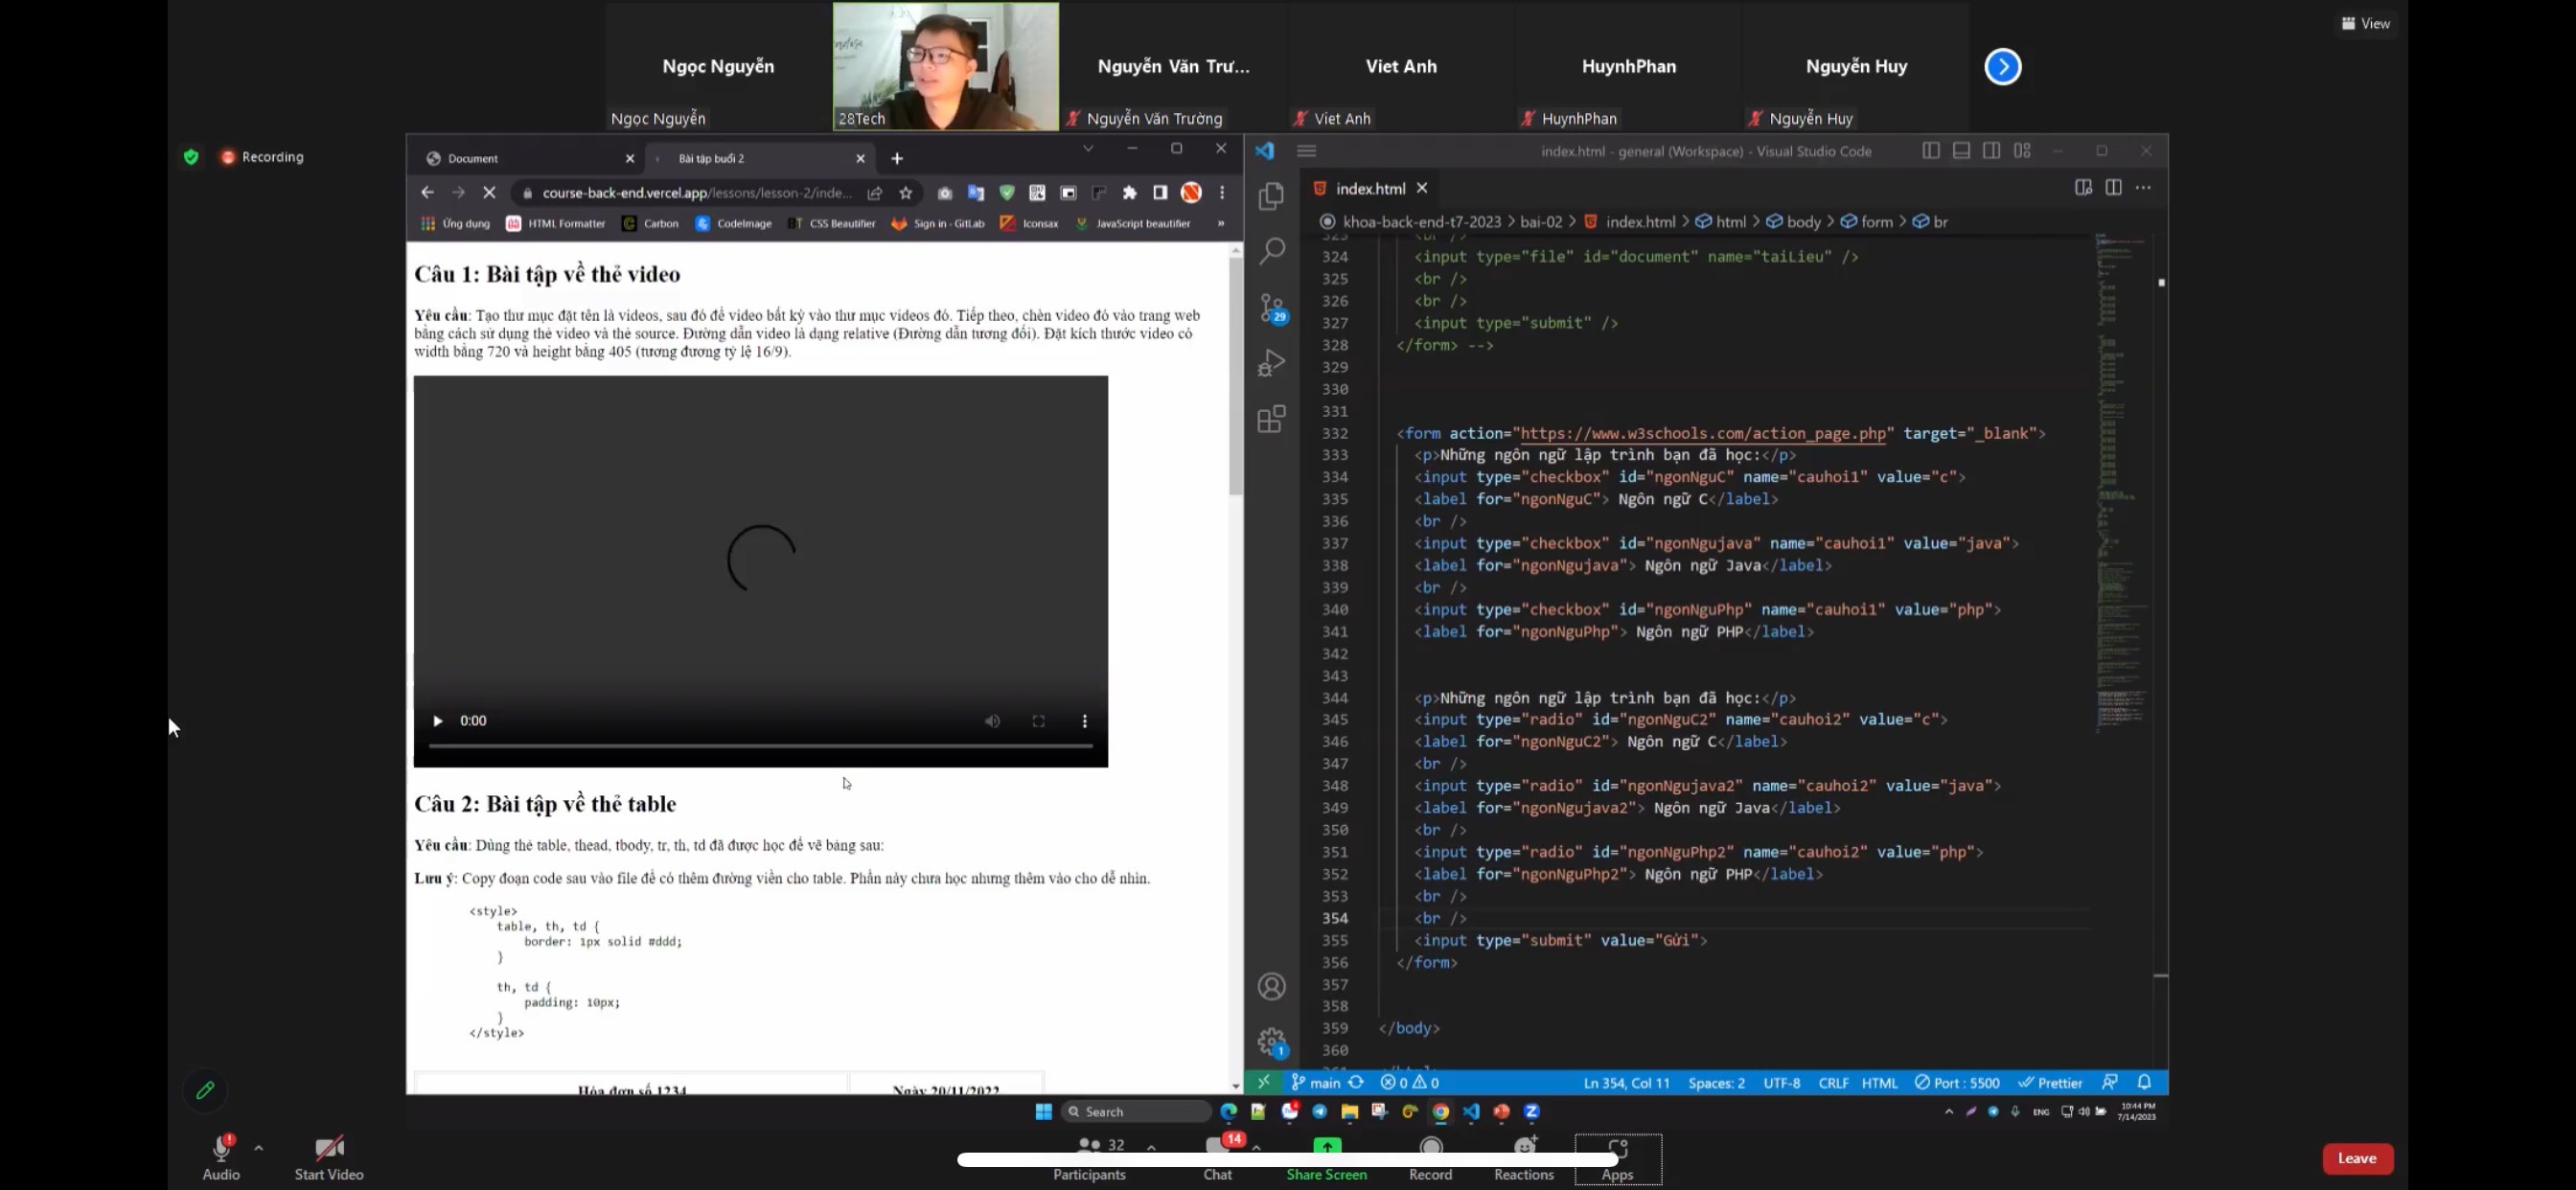 View
Ngọc Nguyễn
Nguyễn Văn Trư...
Viet Anh
HuynhPhan
Nguyễn Huy
Ngọc Nguyễn
28Tech
Nguyễn Văn Trường
Viet Anh
HuynhPhan
Nguyễn Huy
Recording
Document
Bài tập buổi 2
course-back-end.vercel.app/lessons/lesson-2/inde...
Ứng dụng
HTML Formatter
Carbon
CodeImage
BT CSS Beautifier
Sign in · GitLab
Iconsax
JavaScript beautifier
»
Câu 1: Bài tập về thẻ video
Yêu cầu: Tạo thư mục đặt tên là videos, sau đó để video bất kỳ vào thư mục videos đó. Tiếp theo, chèn video đó vào trang web
bằng cách sử dụng thẻ video và thẻ source. Đường dẫn video là dạng relative (Đường dẫn tương đối). Đặt kích thước video có
width bằng 720 và height bằng 405 (tương đương tỷ lệ 16/9).
0:00
Câu 2: Bài tập về thẻ table
Yêu cầu: Dùng thẻ table, thead, tbody, tr, th, td đã được học để vẽ bảng sau:
Lưu ý: Copy đoạn code sau vào file để có thêm đường viền cho table. Phần này chưa học nhưng thêm vào cho dễ nhìn.
<style>
table, th, td {
border: 1px solid #ddd;
}
th, td {
padding: 10px;
}
</style>
Hóa đơn số 1234
Ngày 20/11/2022
index.html - general (Workspace) - Visual Studio Code
index.html
khoa-back-end-t7-2023 > bai-02 > index.html > html > body > form > br
29
323 <br />
324 <input type="file" id="document" name="taiLieu" />
325 <br />
326 <br />
327 <input type="submit" />
328 </form> -->
329
330
331
332 <form action="https://www.w3schools.com/action_page.php" target="_blank">
333 <p>Những ngôn ngữ lập trình bạn đã học:</p>
334 <input type="checkbox" id="ngonNguC" name="cauhoi1" value="c">
335 <label for="ngonNguC"> Ngôn ngữ C</label>
336 <br />
337 <input type="checkbox" id="ngonNgujava" name="cauhoi1" value="java">
338 <label for="ngonNgujava"> Ngôn ngữ Java</label>
339 <br />
340 <input type="checkbox" id="ngonNguPhp" name="cauhoi1" value="php">
341 <label for="ngonNguPhp"> Ngôn ngữ PHP</label>
342
343
344 <p>Những ngôn ngữ lập trình bạn đã học:</p>
345 <input type="radio" id="ngonNguC2" name="cauhoi2" value="c">
346 <label for="ngonNguC2"> Ngôn ngữ C</label>
347 <br />
348 <input type="radio" id="ngonNgujava2" name="cauhoi2" value="java">
349 <label for="ngonNgujava2"> Ngôn ngữ Java</label>
350 <br />
351 <input type="radio" id="ngonNguPhp2" name="cauhoi2" value="php">
352 <label for="ngonNguPhp2"> Ngôn ngữ PHP</label>
353 <br />
354 <br />
355 <input type="submit" value="Gửi">
356 </form>
357
358
359 </body>
360
1
main
0
0
Ln 354, Col 11
Spaces: 2
UTF-8
CRLF
HTML
Port : 5500
Prettier
Search
ENG
10:44 PM
7/14/2023
Audio
Start Video
32
Participants
14
Chat
Share Screen
Record
Reactions
Apps
Leave